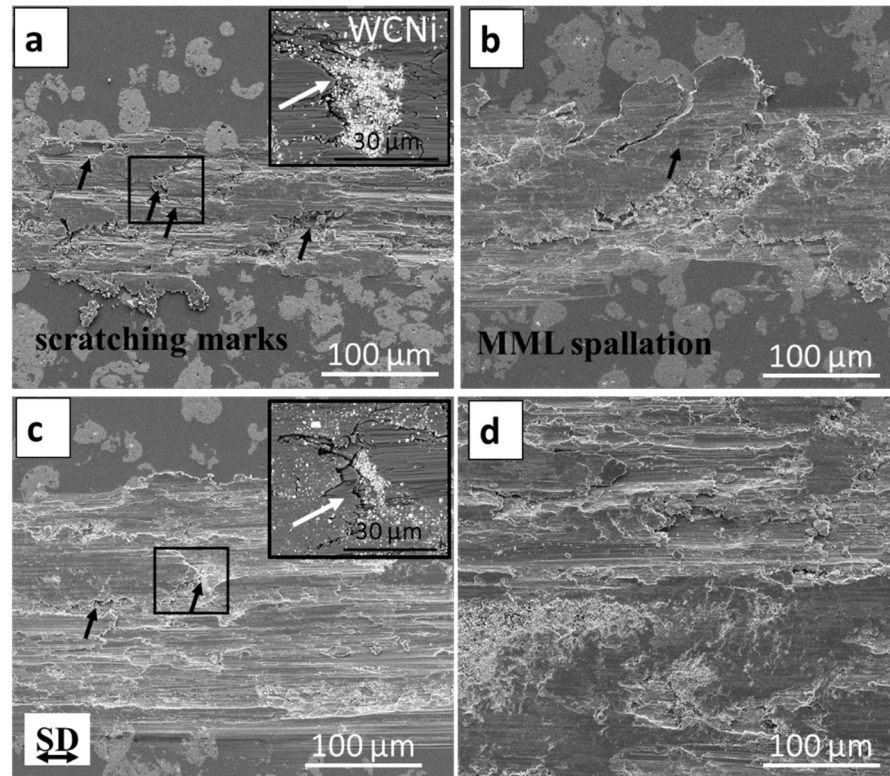 a
WCNi
30 µm
scratching marks
100 µm
b
MML spallation
100 µm
c
30 µm
SD
100 µm
d
100 µm